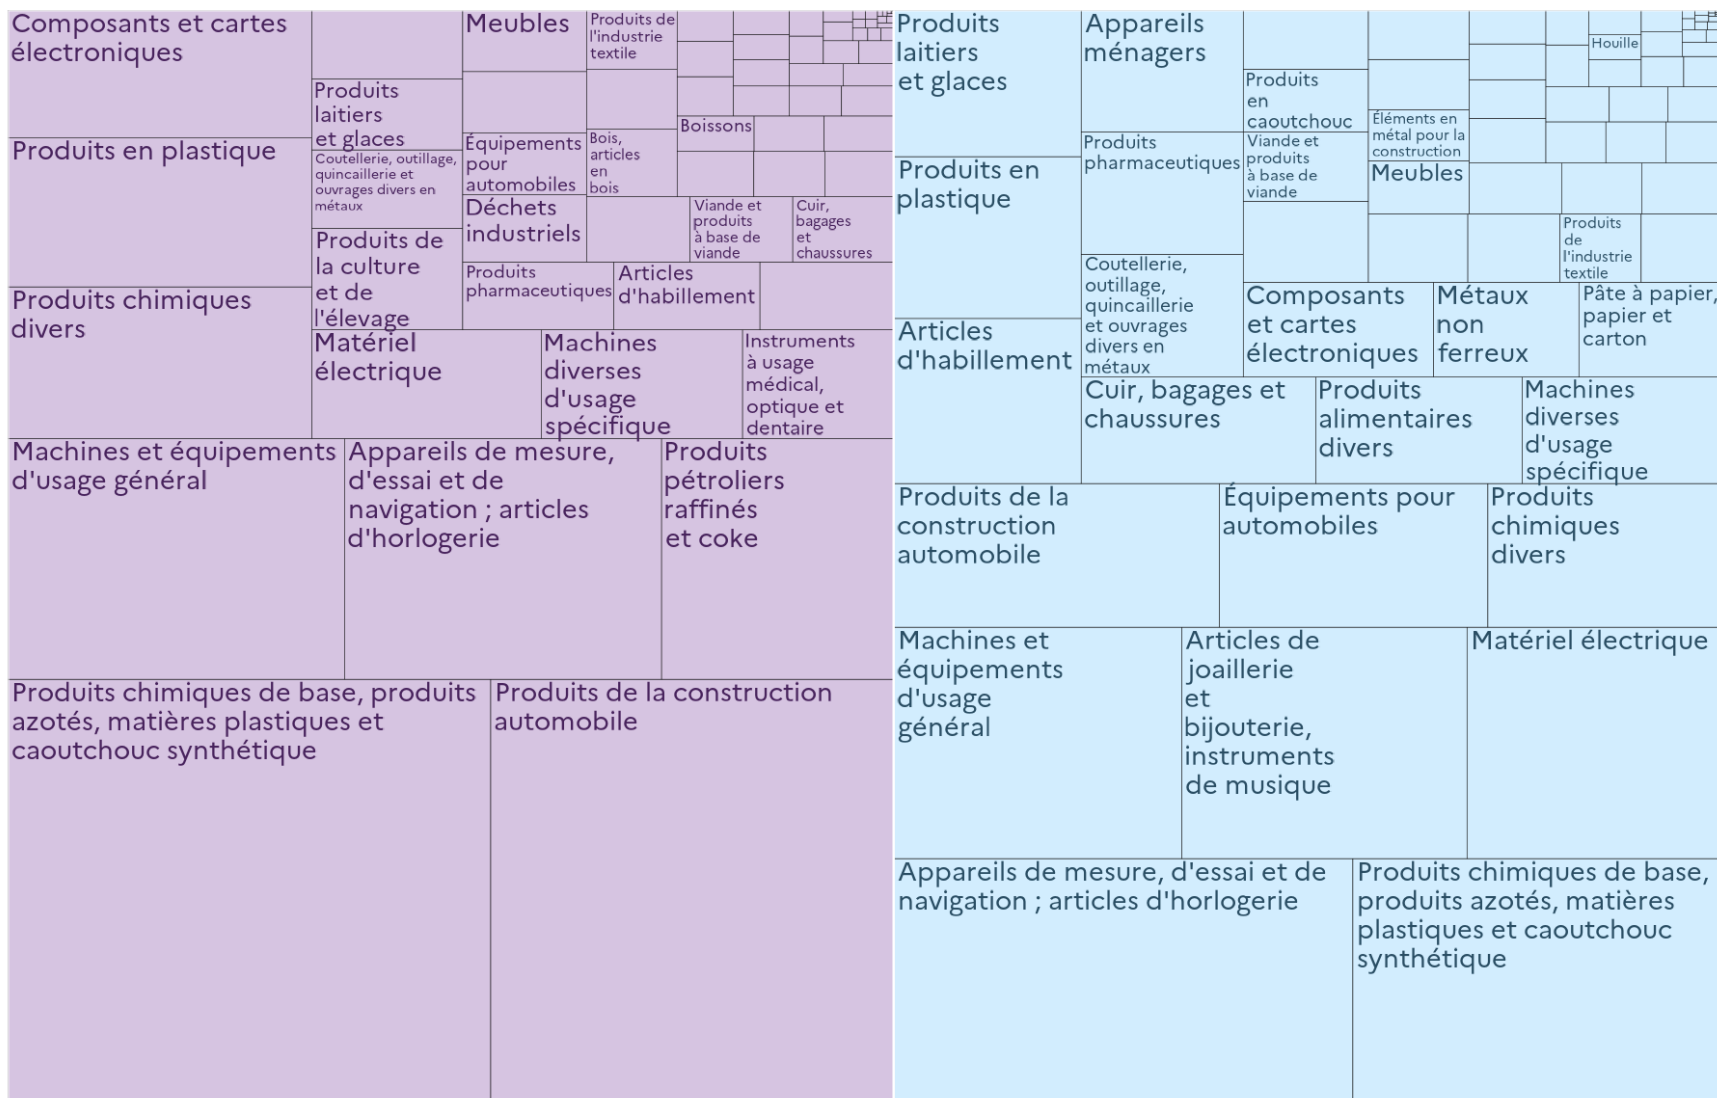 Composants et cartes
électroniques
Produits en plastique
Produits chimiques
divers
Produits
laitiers
et glaces
Coutellerie, outillage,
quincaillerie et
ouvrages divers en
métaux
Produits de
la culture
et de
l'élevage
Meubles
Équipements
pour
automobiles
Déchets
industriels
Produits
pharmaceutiques
Produits de
l'industrie
textile
Bois,
articles
en
bois
Boissons
Viande et
produits
à base de
viande
Cuir,
bagages
et
chaussures
Articles
d'habillement
Matériel
électrique
Machines
diverses
d'usage
spécifique
Instruments
à usage
médical,
optique et
dentaire
Machines et équipements
d'usage général
Appareils de mesure,
d'essai et de
navigation ; articles
d'horlogerie
Produits
pétroliers
raffinés
et coke
Produits chimiques de base, produits
azotés, matières plastiques et
caoutchouc synthétique
Produits de la construction
automobile
Produits
laitiers
et glaces
Produits en
plastique
Articles
d'habillement
Appareils
ménagers
Produits
pharmaceutiques
Coutellerie,
outillage,
quincaillerie
et ouvrages
divers en
métaux
Produits
en
caoutchouc
Viande et
produits
à base de
viande
Houille
Éléments en
métal pour la
construction
Meubles
Produits
de
l'industrie
textile
Composants
et cartes
électroniques
Métaux
non
ferreux
Pâte à papier,
papier et
carton
Cuir, bagages et
chaussures
Produits
alimentaires
divers
Machines
diverses
d'usage
spécifique
Produits de la
construction
automobile
Équipements pour
automobiles
Produits
chimiques
divers
Machines et
équipements
d'usage
général
Articles de
joaillerie
et
bijouterie,
instruments
de musique
Matériel électrique
Appareils de mesure, d'essai et de
navigation ; articles d'horlogerie
Produits chimiques de base,
produits azotés, matières
plastiques et caoutchouc
synthétique